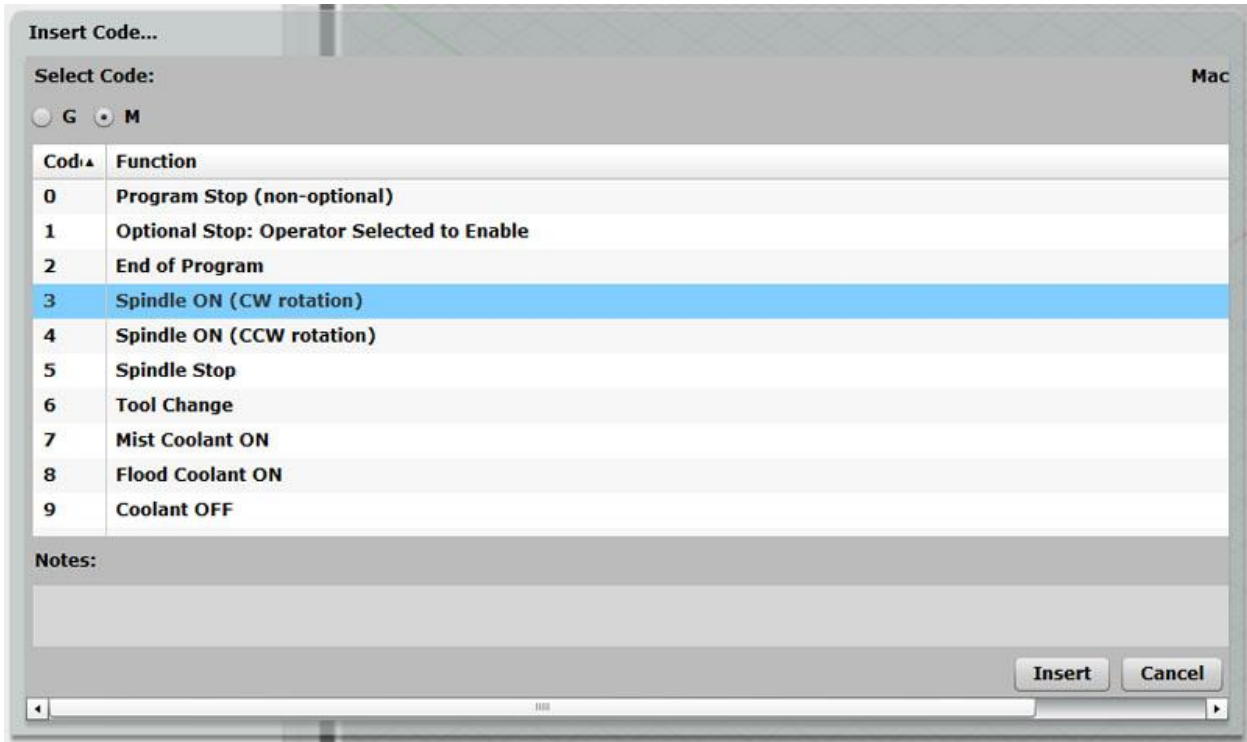 Insert Code...
Select Code: Mac
G M
Cod Function
0 Program Stop (non-optional)
1 Optional Stop: Operator Selected to Enable
2 End of Program
3 Spindle ON (CW rotation)
4 Spindle ON (CCW rotation)
5 Spindle Stop
6 Tool Change
7 Mist Coolant ON
8 Flood Coolant ON
9 Coolant OFF
Notes:
Insert Cancel